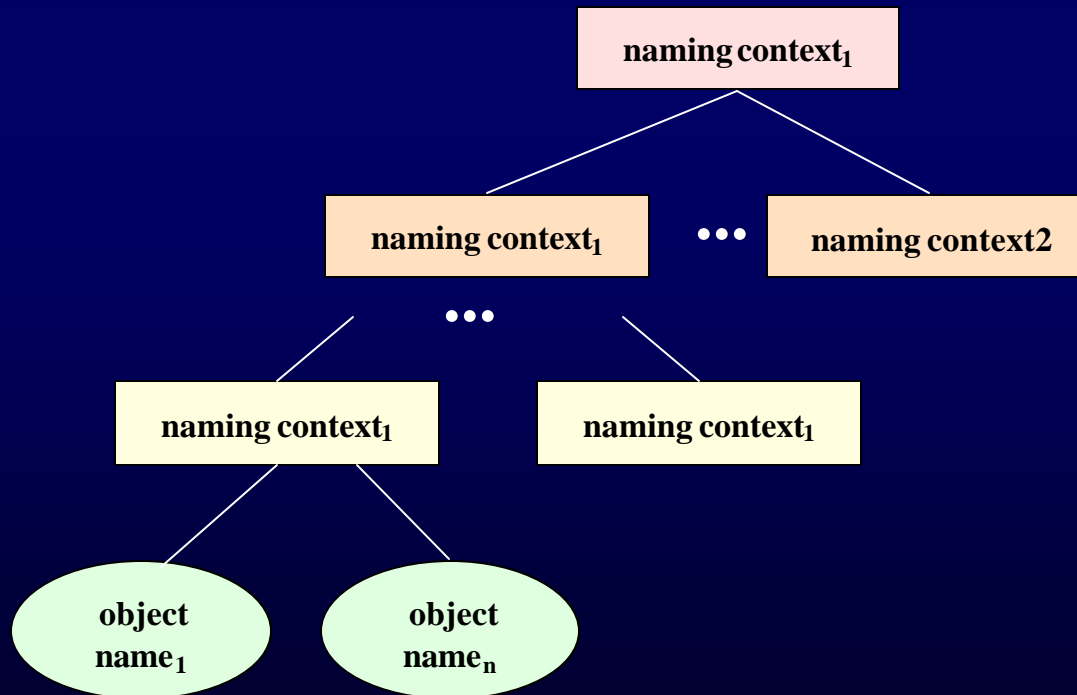 naming context₁
naming context₁
••• naming context2
•••
naming context₁
naming context₁
object
name₁
object
nameₙ